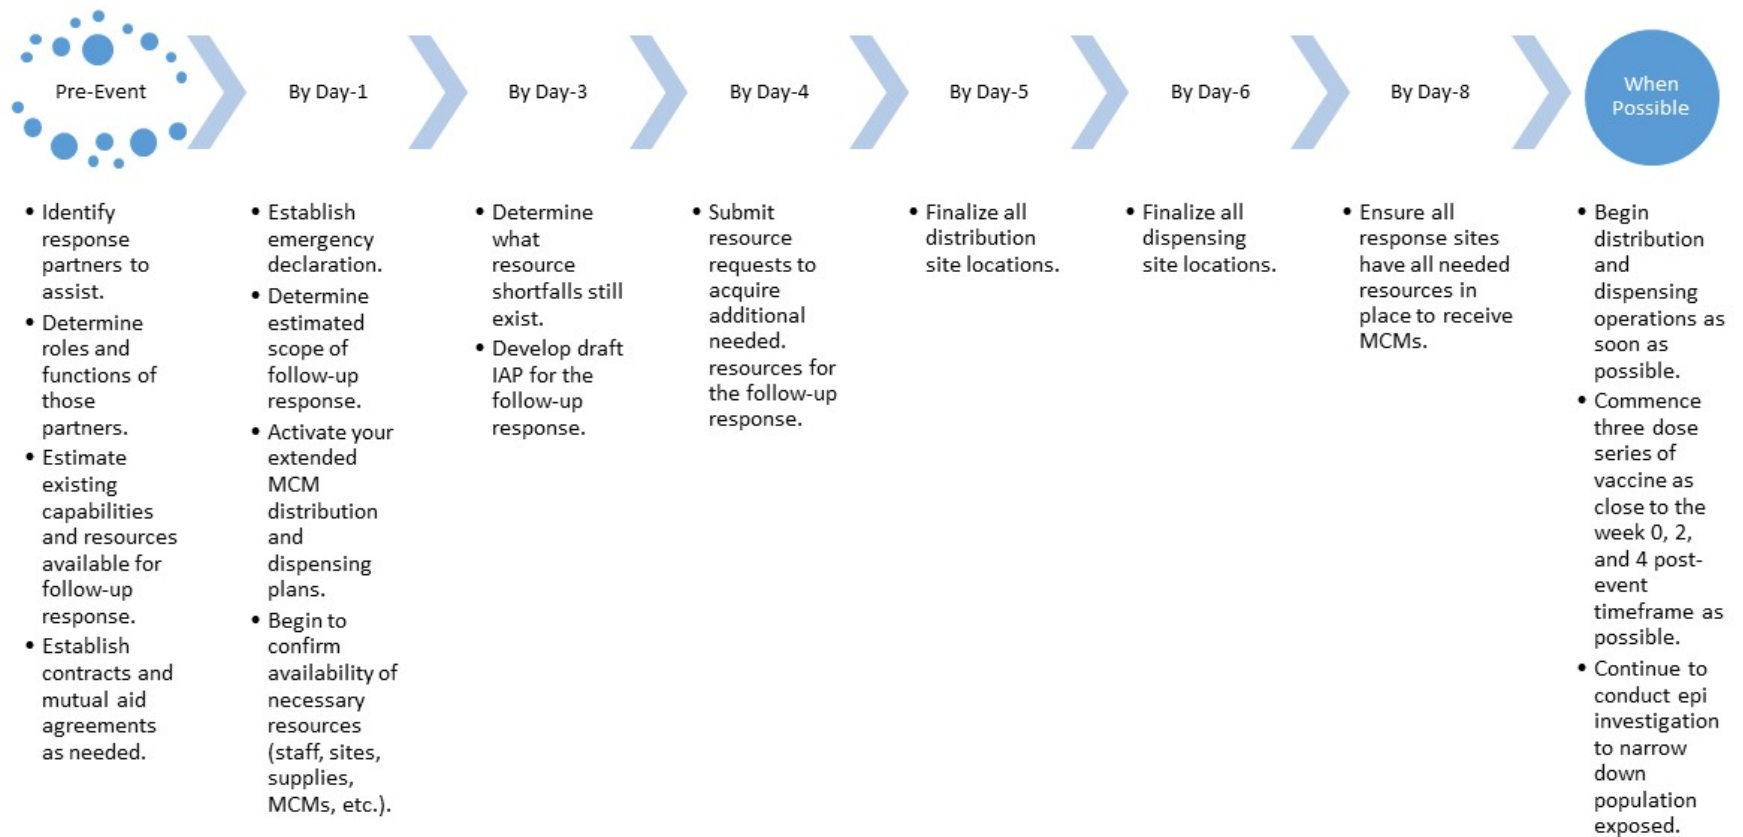 Pre-Event
By Day-1
By Day-3
By Day-4
By Day-5
By Day-6
By Day-8
When
Possible
• Identify
response
partners to
assist.
• Determine
roles and
functions of
those
partners.
• Estimate
existing
capabilities
and resources
available for
follow-up
response.
• Establish
contracts and
mutual aid
agreements
as needed.
• Establish
emergency
declaration.
• Determine
estimated
scope of
follow-up
response.
• Activate your
extended
MCM
distribution
and
dispensing
plans.
• Begin to
confirm
availability of
necessary
resources
(staff, sites,
supplies,
MCMs, etc.).
• Determine
what
resource
shortfalls still
exist.
• Develop draft
IAP for the
follow-up
response.
• Submit
resource
requests to
acquire
additional
needed.
resources for
the follow-up
response.
• Finalize all
distribution
site locations.
• Finalize all
dispensing
site locations.
• Ensure all
response sites
have all needed
resources in
place to receive
MCMs.
• Begin
distribution
and
dispensing
operations as
soon as
possible.
• Commence
three dose
series of
vaccine as
close to the
week 0, 2,
and 4 post-
event
timeframe as
possible.
• Continue to
conduct epi
investigation
to narrow
down
population
exposed.